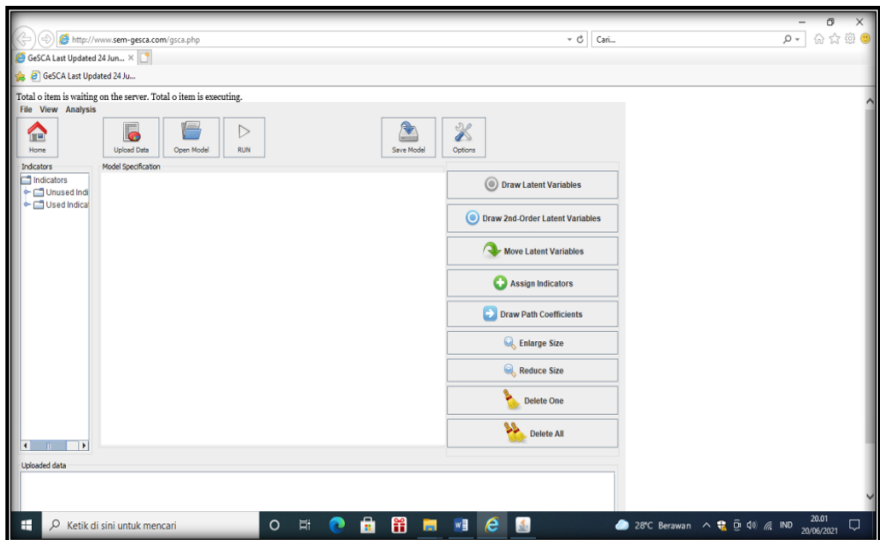 http://www.sem-gesca.com/gsca.php
Cari...
GeSCA Last Updated 24 Jun...
GeSCA Last Updated 24 Ju...
Total 0 item is waiting on the server. Total 0 item is executing.
File View Analysis
Home
Upload Data
Open Model
RUN
Save Model
Options
Indicators
Model Specification
Indicators
Unused Indi
Used Indica
Draw Latent Variables
Draw 2nd-Order Latent Variables
Move Latent Variables
Assign Indicators
Draw Path Coefficients
Enlarge Size
Reduce Size
Delete One
Delete All
Uploaded data
Ketik di sini untuk mencari
28°C Berawan
IND
20.01
20/06/2021